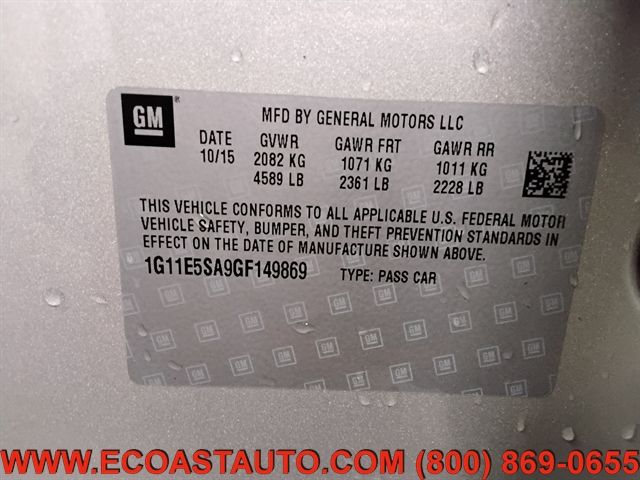 GM ®
MFD BY GENERAL MOTORS LLC
DATE GVWR GAWR FRT GAWR RR
10/15 2082 KG 1071 KG 1011 KG
4589 LB 2361 LB 2228 LB
THIS VEHICLE CONFORMS TO ALL APPLICABLE U.S. FEDERAL MOTOR
VEHICLE SAFETY, BUMPER, AND THEFT PREVENTION STANDARDS IN
EFFECT ON THE DATE OF MANUFACTURE SHOWN ABOVE.
1G11E5SA9GF149869 TYPE: PASS CAR
WWW.ECOASTAUTO.COM (800) 869-0655